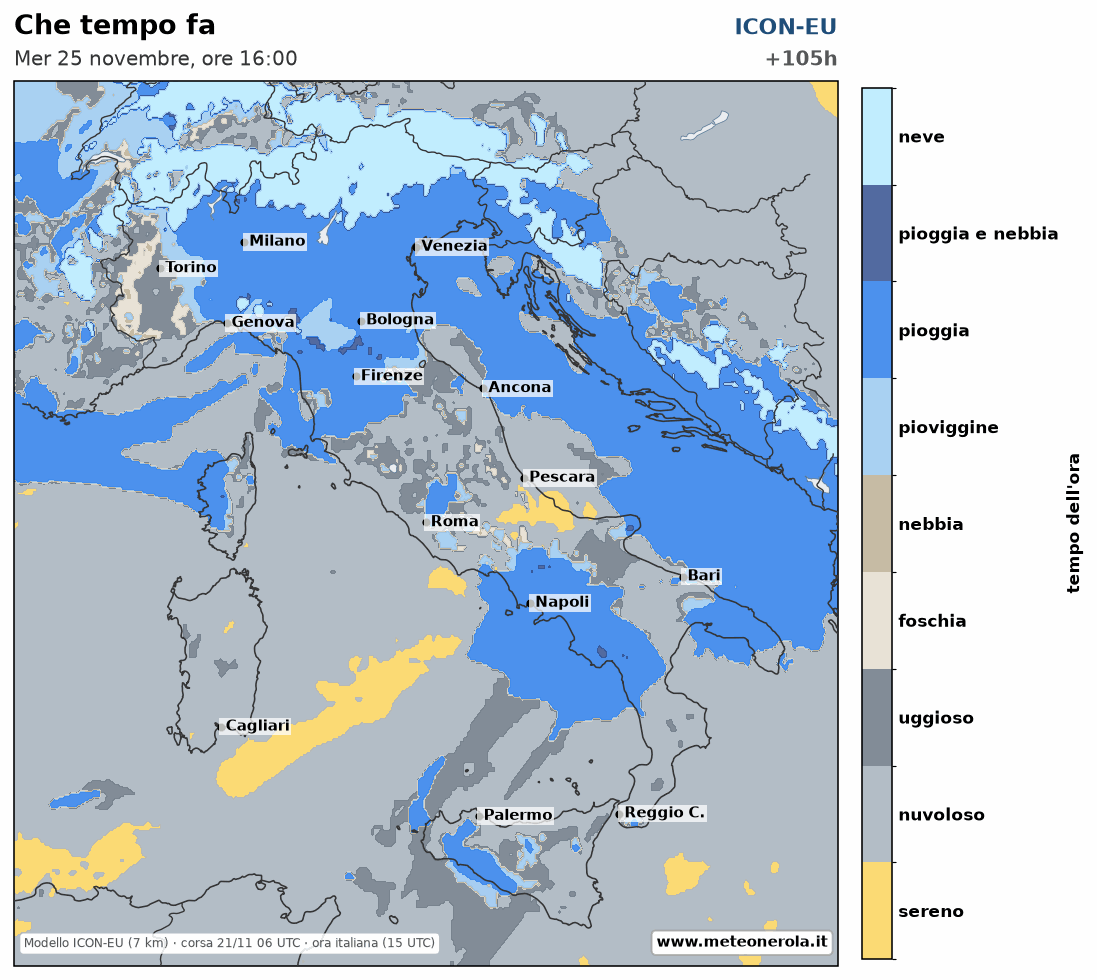 Che tempo fa
ICON-EU
Mer 25 novembre, ore 16:00
+105h
neve
pioggia e nebbia
pioggia
pioviggine
nebbia
foschia
uggioso
nuvoloso
sereno
tempo dell'ora
Milano
Venezia
Torino
Genova
Bologna
Firenze
Ancona
Pescara
Roma
Bari
Napoli
Cagliari
Palermo
Reggio C.
Modello ICON-EU (7 km) · corsa 21/11 06 UTC · ora italiana (15 UTC)
www.meteonerola.it